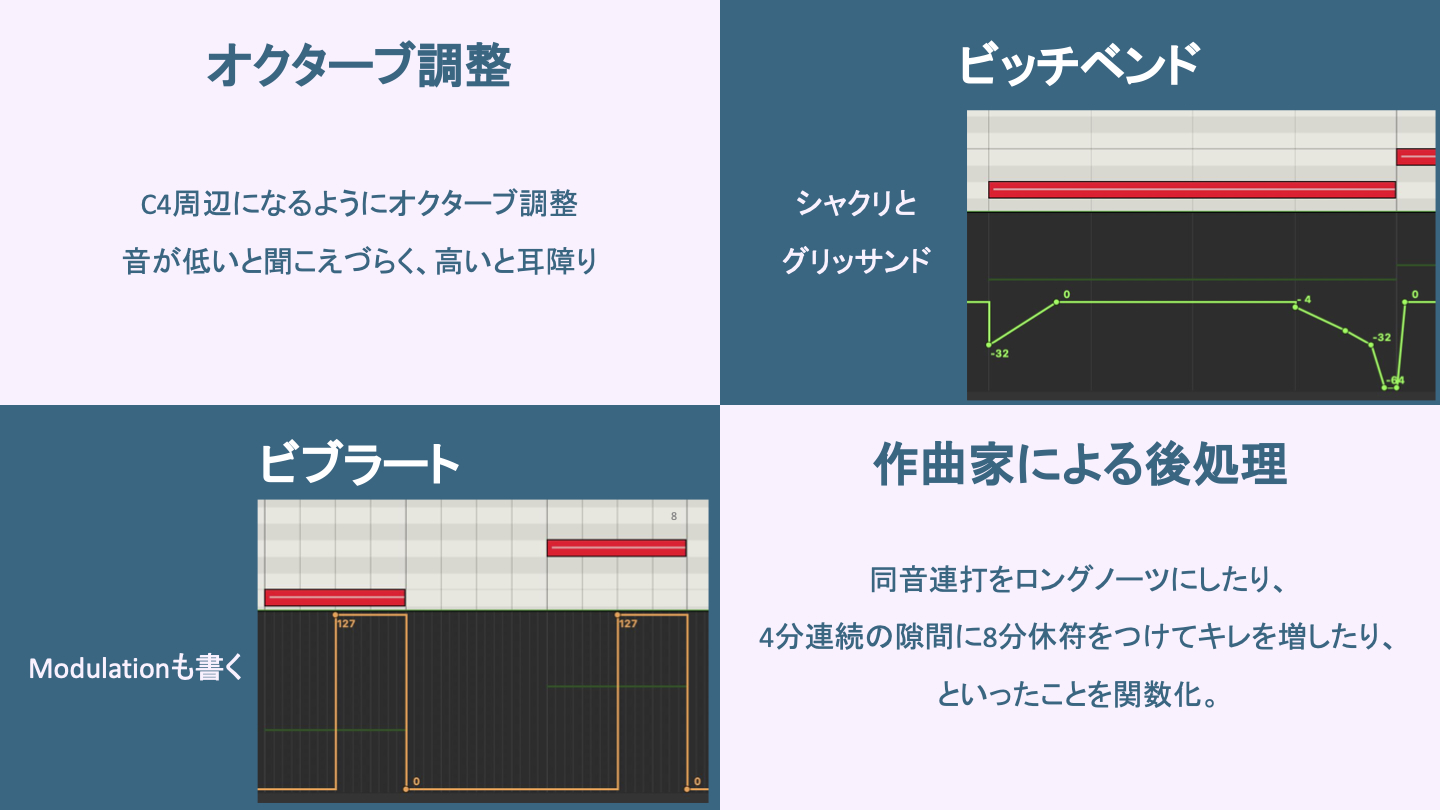 オクターブ調整
C4周辺になるようにオクターブ調整
音が低いと聞こえづらく、高いと耳障り
ビッチベンド
シャクリと
グリッサンド
0
-32
-4
-32
-64
0
ビブラート
Modulationも書く
8
127
0
127
0
作曲家による後処理
同音連打をロングノーツにしたり、
4分連続の隙間に8分休符をつけてキレを増したり、
といったことを関数化。